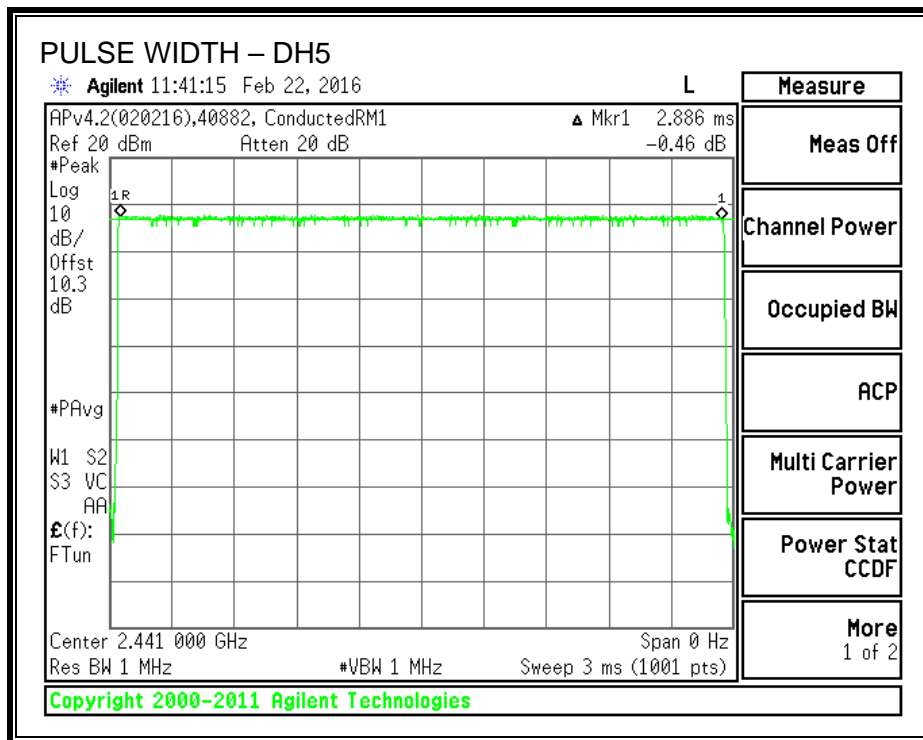 PULSE WIDTH – DH5
Agilent 11:41:15 Feb 22, 2016 L
APv4.2(020216),40882, ConductedRM1 ▲ Mkr1 2.886 ms
Ref 20 dBm Atten 20 dB -0.46 dB
#Peak
Log
10
dB/
Offst
10.3
dB
1R
1
#PAvg
W1 S2
S3 VC
AA
£(f):
FTun
Center 2.441 000 GHz Span 0 Hz
Res BW 1 MHz #VBW 1 MHz Sweep 3 ms (1001 pts)
Copyright 2000-2011 Agilent Technologies
Measure
Meas Off
Channel Power
Occupied BW
ACP
Multi Carrier
Power
Power Stat
CCDF
More
1 of 2